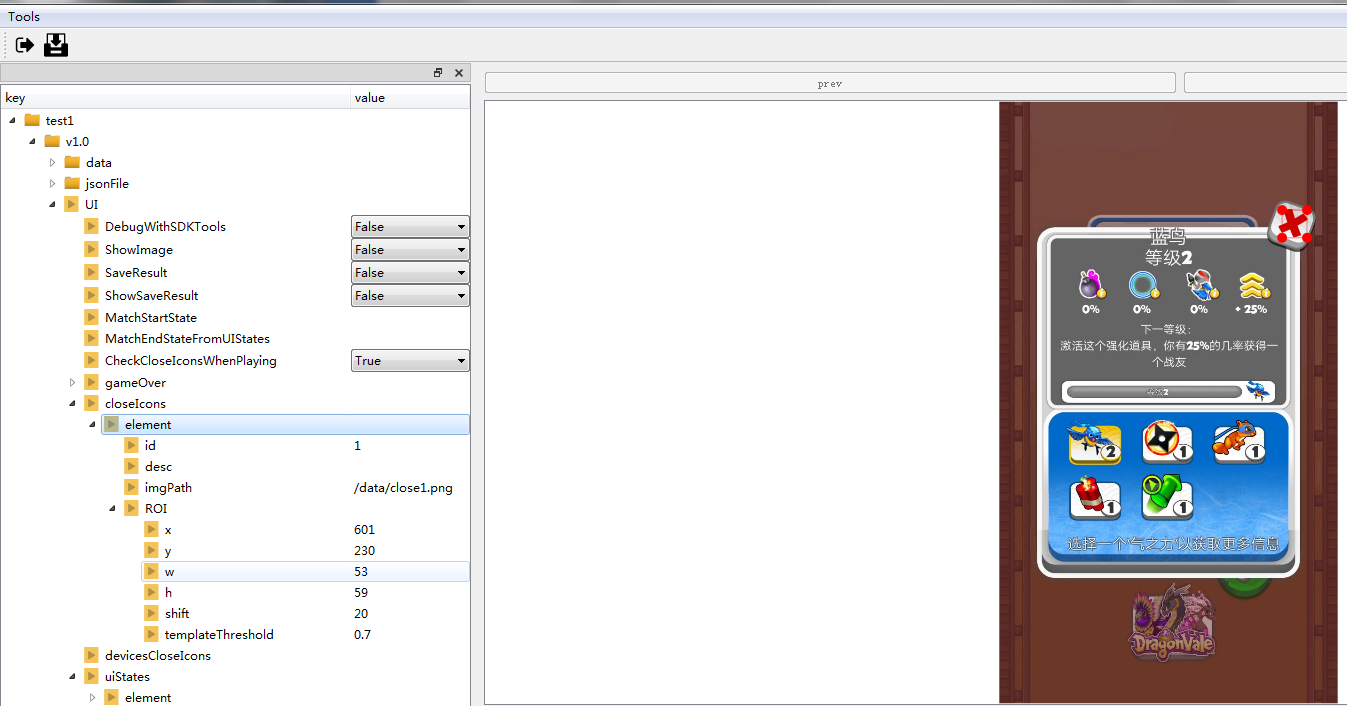 Tools
key value
prev
test1
v1.0
data
jsonFile
UI
DebugWithSDKTools False
ShowImage False
SaveResult False
ShowSaveResult False
MatchStartState
MatchEndStateFromUIStates
CheckCloseIconsWhenPlaying True
gameOver
closeIcons
element
id 1
desc
imgPath /data/close1.png
ROI
x 601
y 230
w 53
h 59
shift 20
templateThreshold 0.7
devicesCloseIcons
uiStates
element
蓝鸟
等级2
0% 0% 0% + 25%
下一等级:
激活这个强化道具，你有25%的几率获得一
个战友
等级2
2 1 1
1 1
选择一个'气之力'以获取更多信息
DragonVale